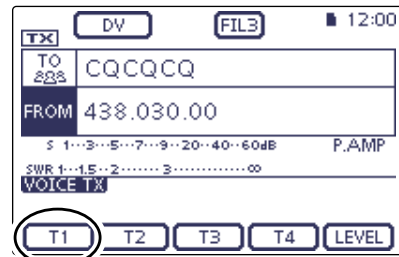 DV FIL3 12:00
TX
TO CQCQCQ
FROM 438.030.00
S 1···3···5···7···9··20··40··60dB P.AMP
SWR 1···1.5··2······3············∞
VOICE TX
T1 T2 T3 T4 LEVEL